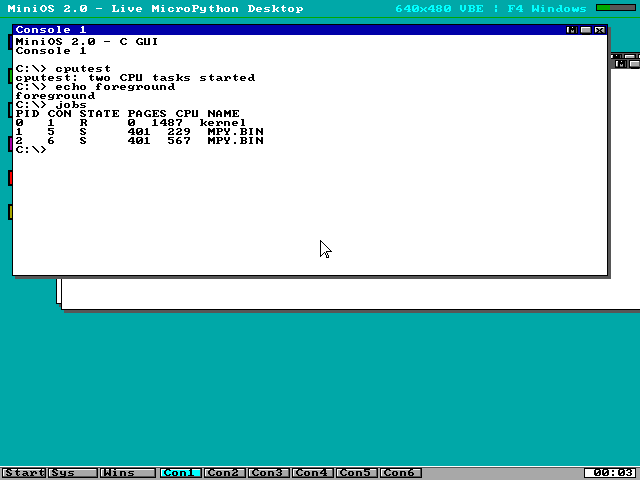 MiniOS 2.0 - Live MicroPython Desktop 640x480 VBE : F4 Windows
Console 1
MiniOS 2.0 - C GUI
Console 1
C:\> cputest
cputest: two CPU tasks started
C:\> echo foreground
foreground
C:\> jobs
PID CON STATE PAGES CPU NAME
0 1 R 0 1487 kernel
1 5 S 401 229 MPY.BIN
2 6 S 401 567 MPY.BIN
C:\>
Start Sys Wins Con1 Con2 Con3 Con4 Con5 Con6 00:03